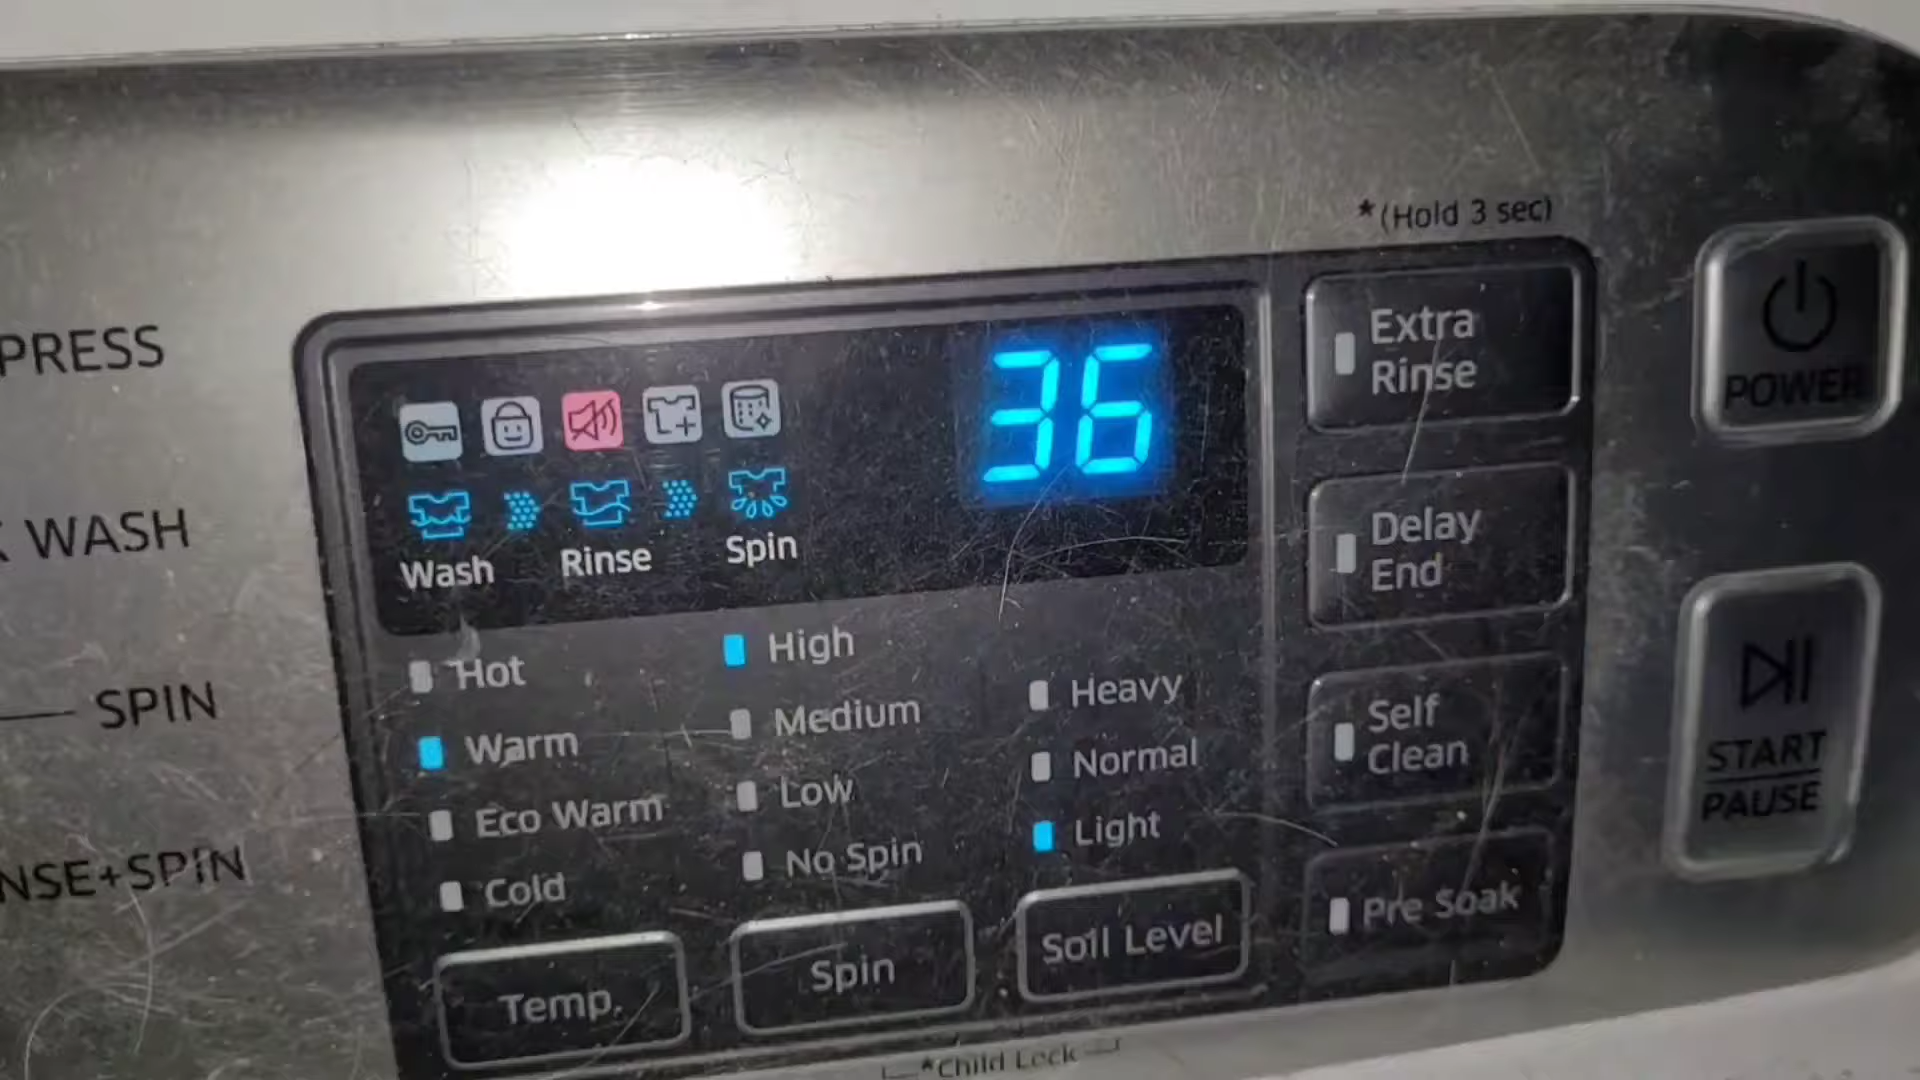 *(Hold 3 sec)
PRESS
WASH
SPIN
NSE+SPIN
36
Wash
Rinse
Spin
Hot
Warm
Eco Warm
Cold
High
Medium
Low
No Spin
Heavy
Normal
Light
Temp.
Spin
Soil Level
*Child Lock
Extra
Rinse
Delay
End
Self
Clean
Pre Soak
POWER
START
PAUSE